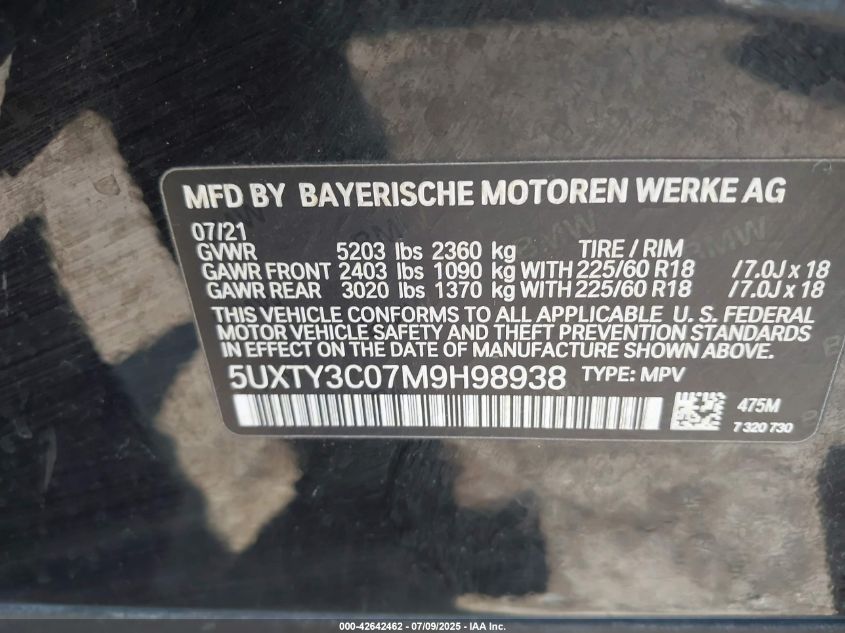 MFD BY BAYERISCHE MOTOREN WERKE AG
07/21
GVWR 5203 lbs 2360 kg TIRE / RIM
GAWR FRONT 2403 lbs 1090 kg WITH 225/60 R18 / 7.0J x 18
GAWR REAR 3020 lbs 1370 kg WITH 225/60 R18 / 7.0J x 18
THIS VEHICLE CONFORMS TO ALL APPLICABLE U. S. FEDERAL
MOTOR VEHICLE SAFETY AND THEFT PREVENTION STANDARDS
IN EFFECT ON THE DATE OF MANUFACTURE SHOWN ABOVE.
5UXTY3C07M9H98938 TYPE: MPV
475M
7 320 730
000-42642462 - 07/09/2025 - IAA Inc.